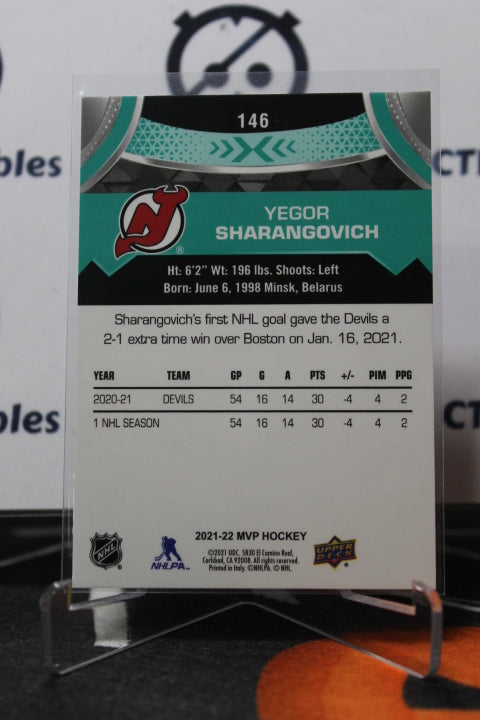 146
YEGOR
SHARANGOVICH
®
Ht: 6'2" Wt: 196 lbs. Shoots: Left
Born: June 6, 1998 Minsk, Belarus
Sharangovich's first NHL goal gave the Devils a
2-1 extra time win over Boston on Jan. 16, 2021.
YEAR TEAM GP G A PTS +/- PIM PPG
2020-21 DEVILS 54 16 14 30 -4 4 2
1 NHL SEASON 54 16 14 30 -4 4 2
2021-22 MVP HOCKEY
©2021 UDC, 5830 El Camino Real,
Carlsbad, CA 92008. All rights reserved.
Printed in Italy. ©NHLPA. © NHL.
NHL
NHLPA
UPPER
DECK
bles
CT
bles
CT